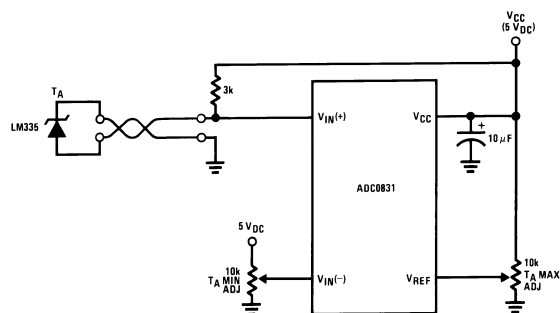 VCC
(5 VDC)
TA
3k
LM335
VIN(+)
VCC
+
10 µF
ADC0831
5 VDC
10k
TA MIN
ADJ
VIN(−)
VREF
10k
TA MAX
ADJ